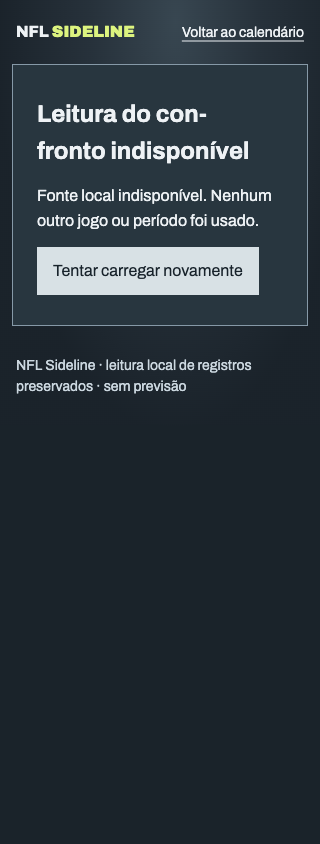 NFL SIDELINE
Voltar ao calendário
Leitura do con-
fronto indisponível
Fonte local indisponível. Nenhum
outro jogo ou período foi usado.
Tentar carregar novamente
NFL Sideline · leitura local de registros
preservados · sem previsão